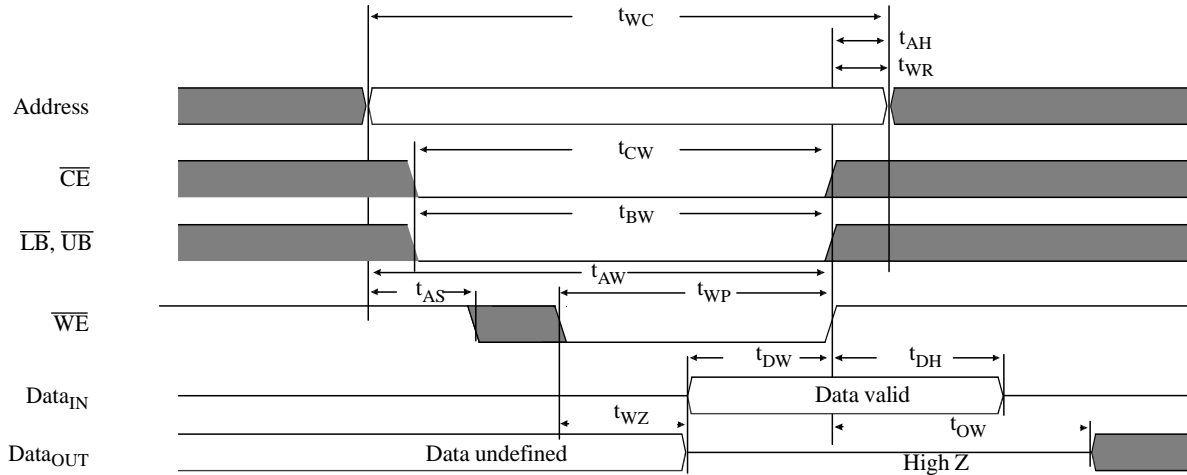 tWC
tAH
tWR
Address
tCW
CE
tBW
LB, UB
tAW
tAS
tWP
WE
tDW
tDH
DataIN
Data valid
tWZ
tOW
DataOUT
Data undefined
High Z